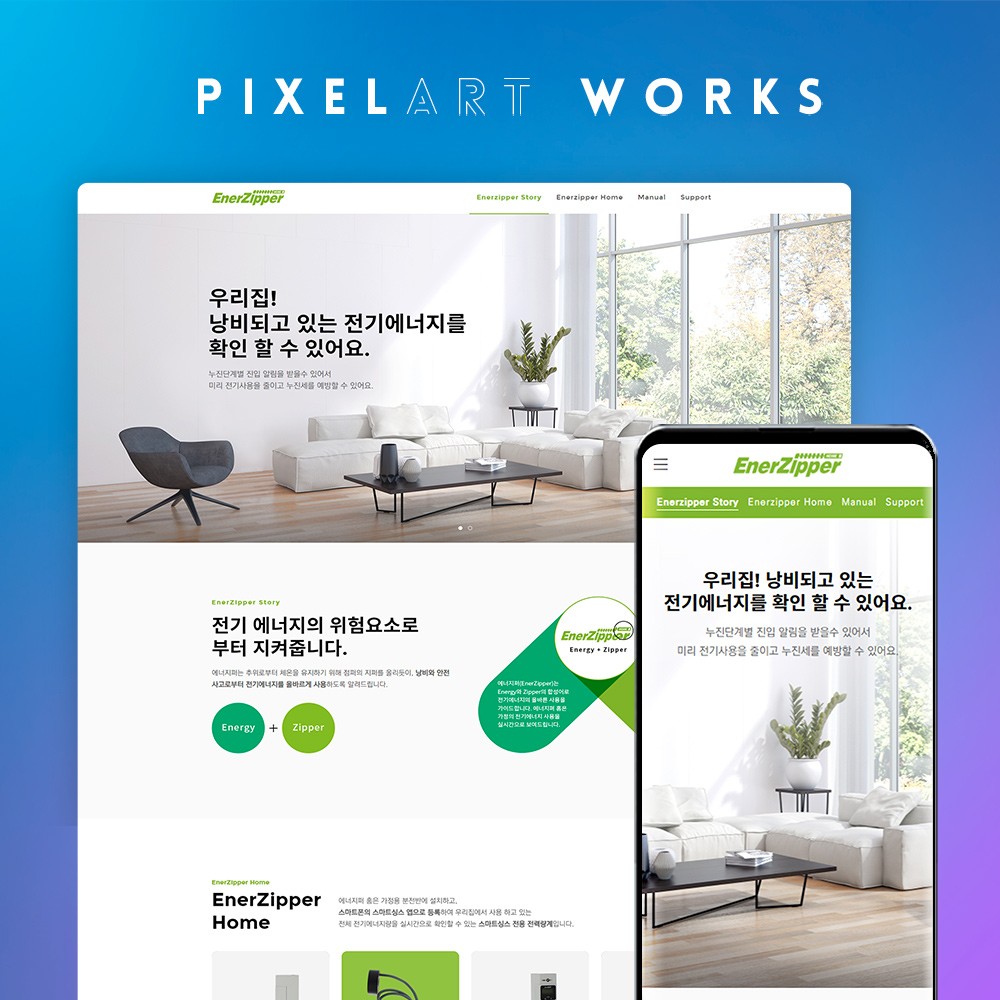 PIXELART WORKS
EnerZipper
Enerzipper Story Enerzipper Home Manual Support
우리집!
낭비되고 있는 전기에너지를
확인 할 수 있어요.
누진단계별 진입 알림을 받을수 있어서
미리 전기사용을 줄이고 누진세를 예방할 수 있어요.
EnerZipper Story
전기 에너지의 위험요소로
부터 지켜줍니다.
에너지퍼는 추위로부터 체온을 유지하기 위해 점퍼의 지퍼를 올리듯이, 낭비와 안전
사고로부터 전기에너지를 올바르게 사용하도록 알려드립니다.
Energy + Zipper
EnerZipper
Energy + Zipper
에너지퍼(EnerZipper)는
Energy와 Zipper의 합성어로
전기에너지의 올바른 사용을
가이드합니다. 에너지퍼 홈은
가정의 전기에너지 사용을
실시간으로 보여드립니다.
EnerZipper Home
EnerZipper
Home
에너지퍼 홈은 가정용 분전반에 설치하고,
스마트폰의 스마트싱스 앱으로 등록하여 우리집에서 사용 하고 있는
전체 전기에너지량을 실시간으로 확인할 수 있는 스마트싱스 전용 전력량계입니다.
EnerZipper
Enerzipper Story Enerzipper Home Manual Support
우리집! 낭비되고 있는
전기에너지를 확인 할 수 있어요.
누진단계별 진입 알림을 받을수 있어서
미리 전기사용을 줄이고 누진세를 예방할 수 있어요.